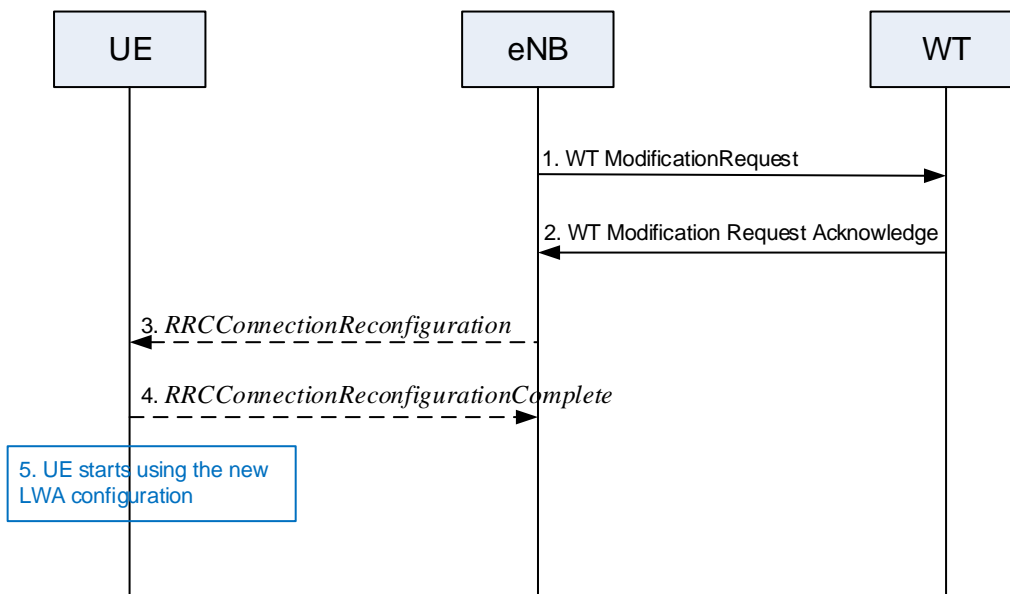 UE
eNB
WT
1. WT ModificationRequest
2. WT Modification Request Acknowledge
3. RRCConnectionReconfiguration
4. RRCConnectionReconfigurationComplete
5. UE starts using the new
LWA configuration